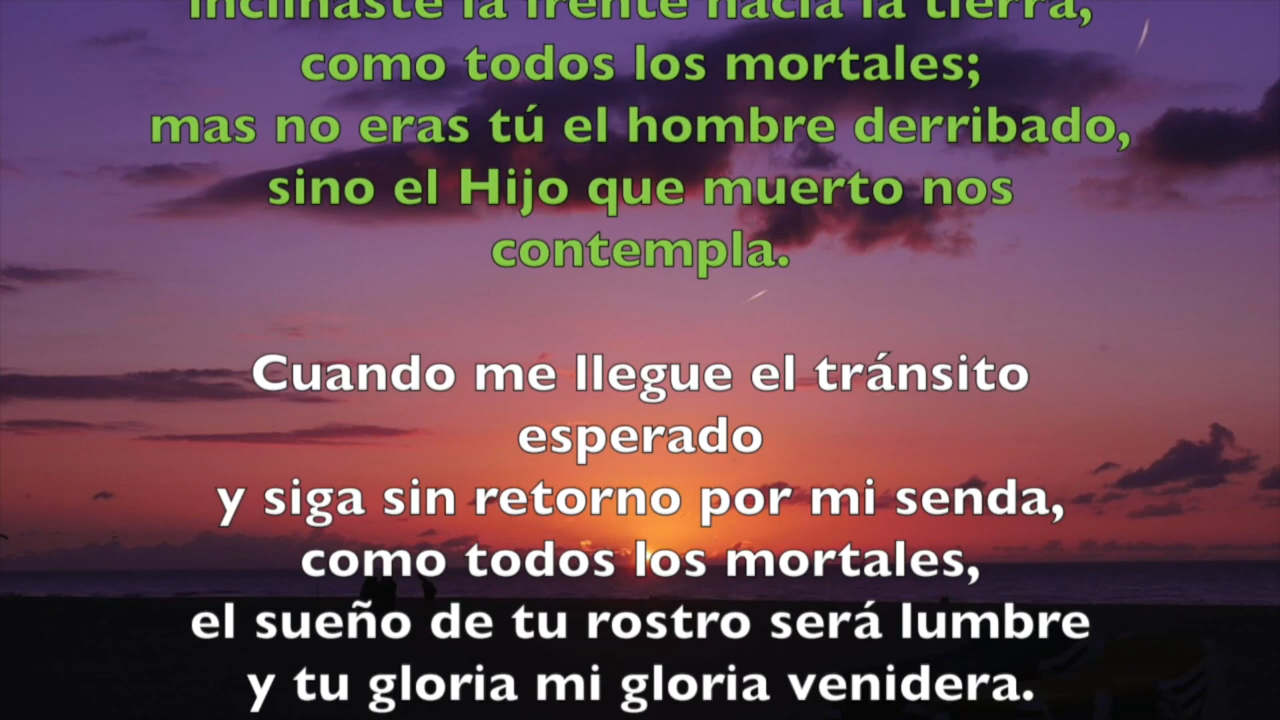 inclinaste la frente hacia la tierra,
como todos los mortales;
mas no eras tú el hombre derribado,
sino el Hijo que muerto nos
contempla.
Cuando me llegue el tránsito
esperado
y siga sin retorno por mi senda,
como todos los mortales,
el sueño de tu rostro será lumbre
y tu gloria mi gloria venidera.